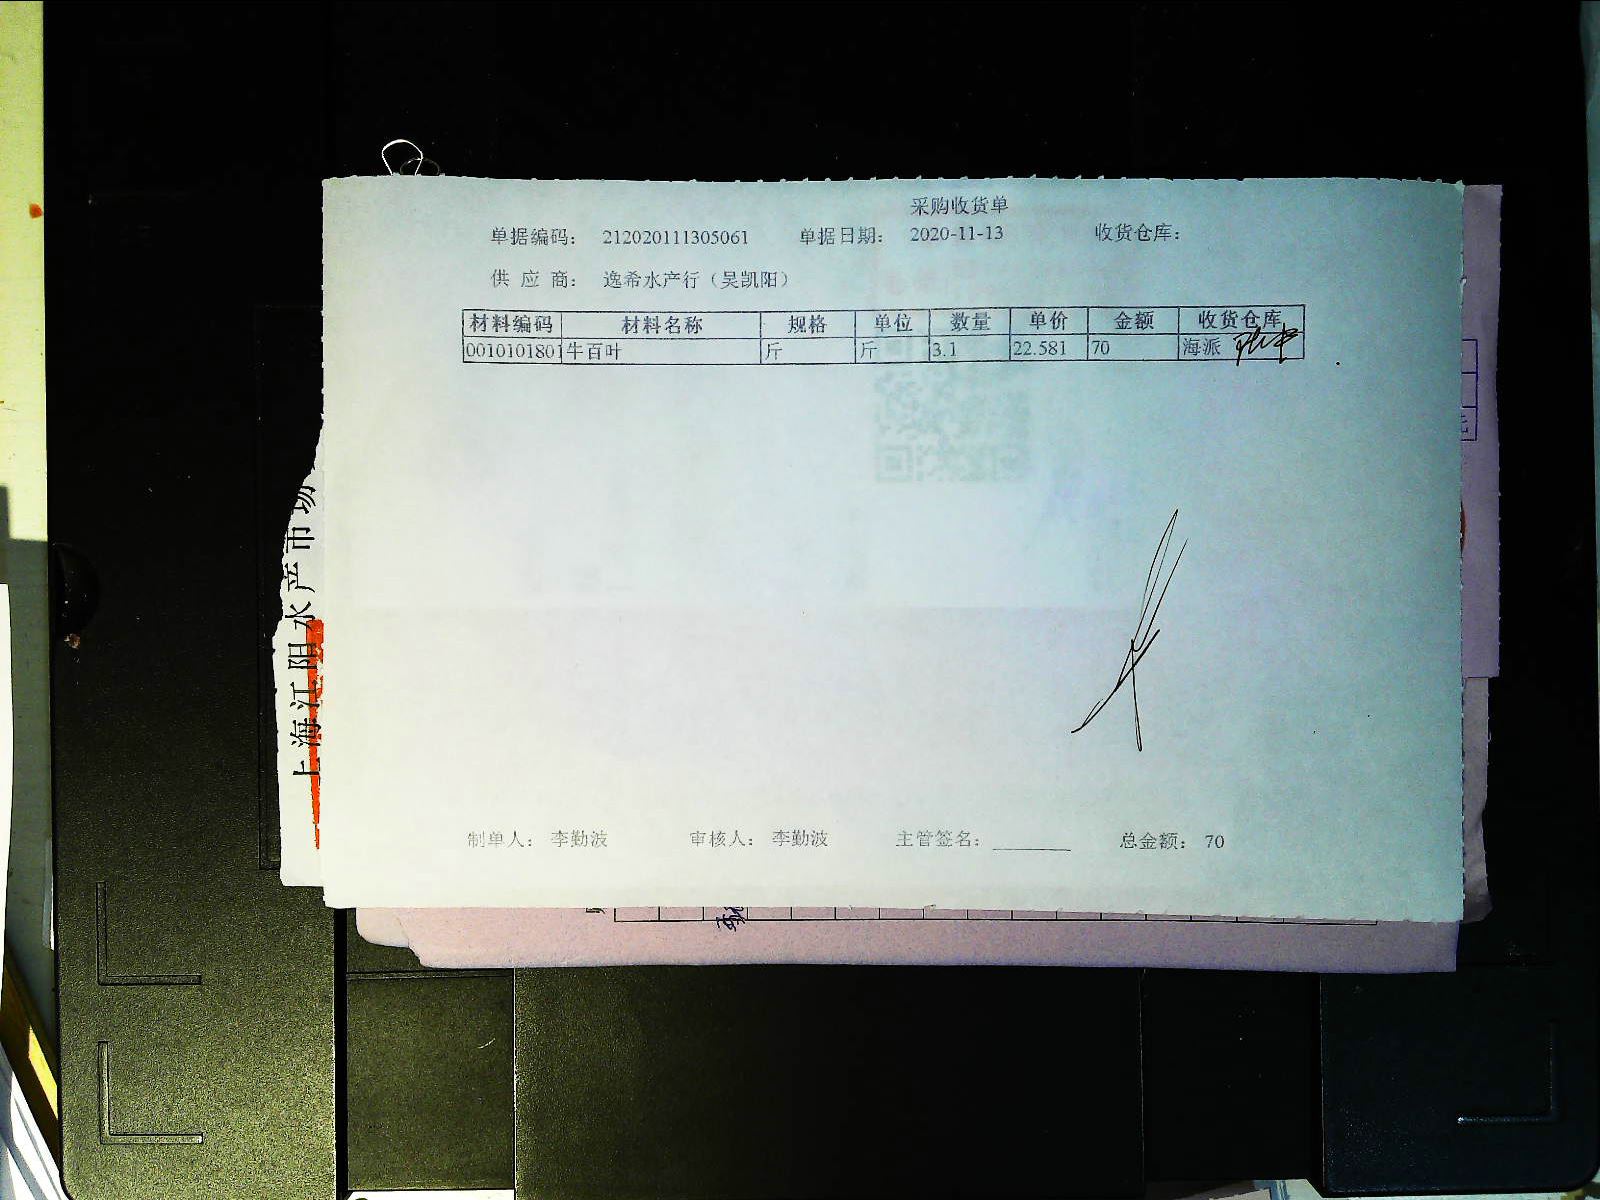 采购收货单
单据编码: 212020111305061 单据日期: 2020-11-13 收货仓库:
供 应 商: 逸希水产行（吴凯阳）
材料编码 材料名称 规格 单位 数量 单价 金额 收货仓库
0010101801 牛百叶 斤 斤 3.1 22.581 70 海派
制单人: 李勤波 审核人: 李勤波 主管签名: 总金额: 70
上海江阳水产市场